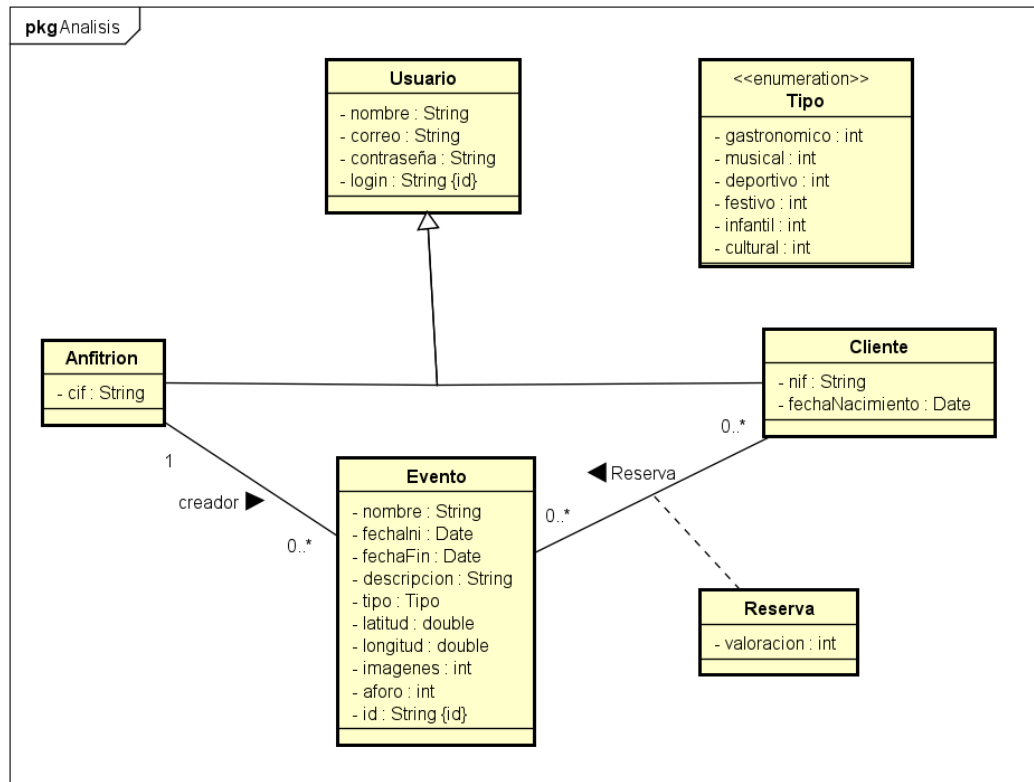 pkg Analisis
Usuario
- nombre : String
- correo : String
- contraseña : String
- login : String {id}
<<enumeration>>
Tipo
- gastronomico : int
- musical : int
- deportivo : int
- festivo : int
- infantil : int
- cultural : int
Anfitrion
- cif : String
Cliente
- nif : String
- fechaNacimiento : Date
1
creador ►
0..*
0..*
◄ Reserva
0..*
Evento
- nombre : String
- fechaIni : Date
- fechaFin : Date
- descripcion : String
- tipo : Tipo
- latitud : double
- longitud : double
- imagenes : int
- aforo : int
- id : String {id}
Reserva
- valoracion : int